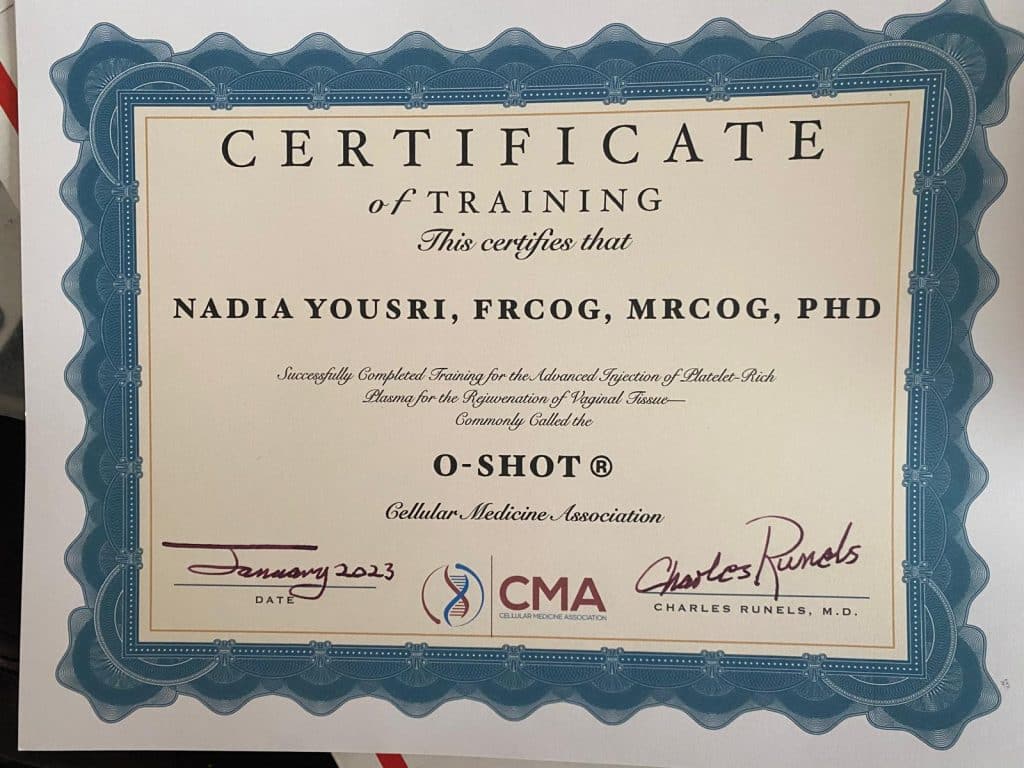 CERTIFICATE
of TRAINING
This certifies that
NADIA YOUSRI, FRCOG, MRCOG, PHD
Successfully Completed Training for the Advanced Injection of Platelet-Rich
Plasma for the Rejuvenation of Vaginal Tissue—
Commonly Called the
O-SHOT ®
Cellular Medicine Association
January 2023
DATE
CMA
CELLULAR MEDICINE ASSOCIATION
Charles Runels
CHARLES RUNELS, M.D.